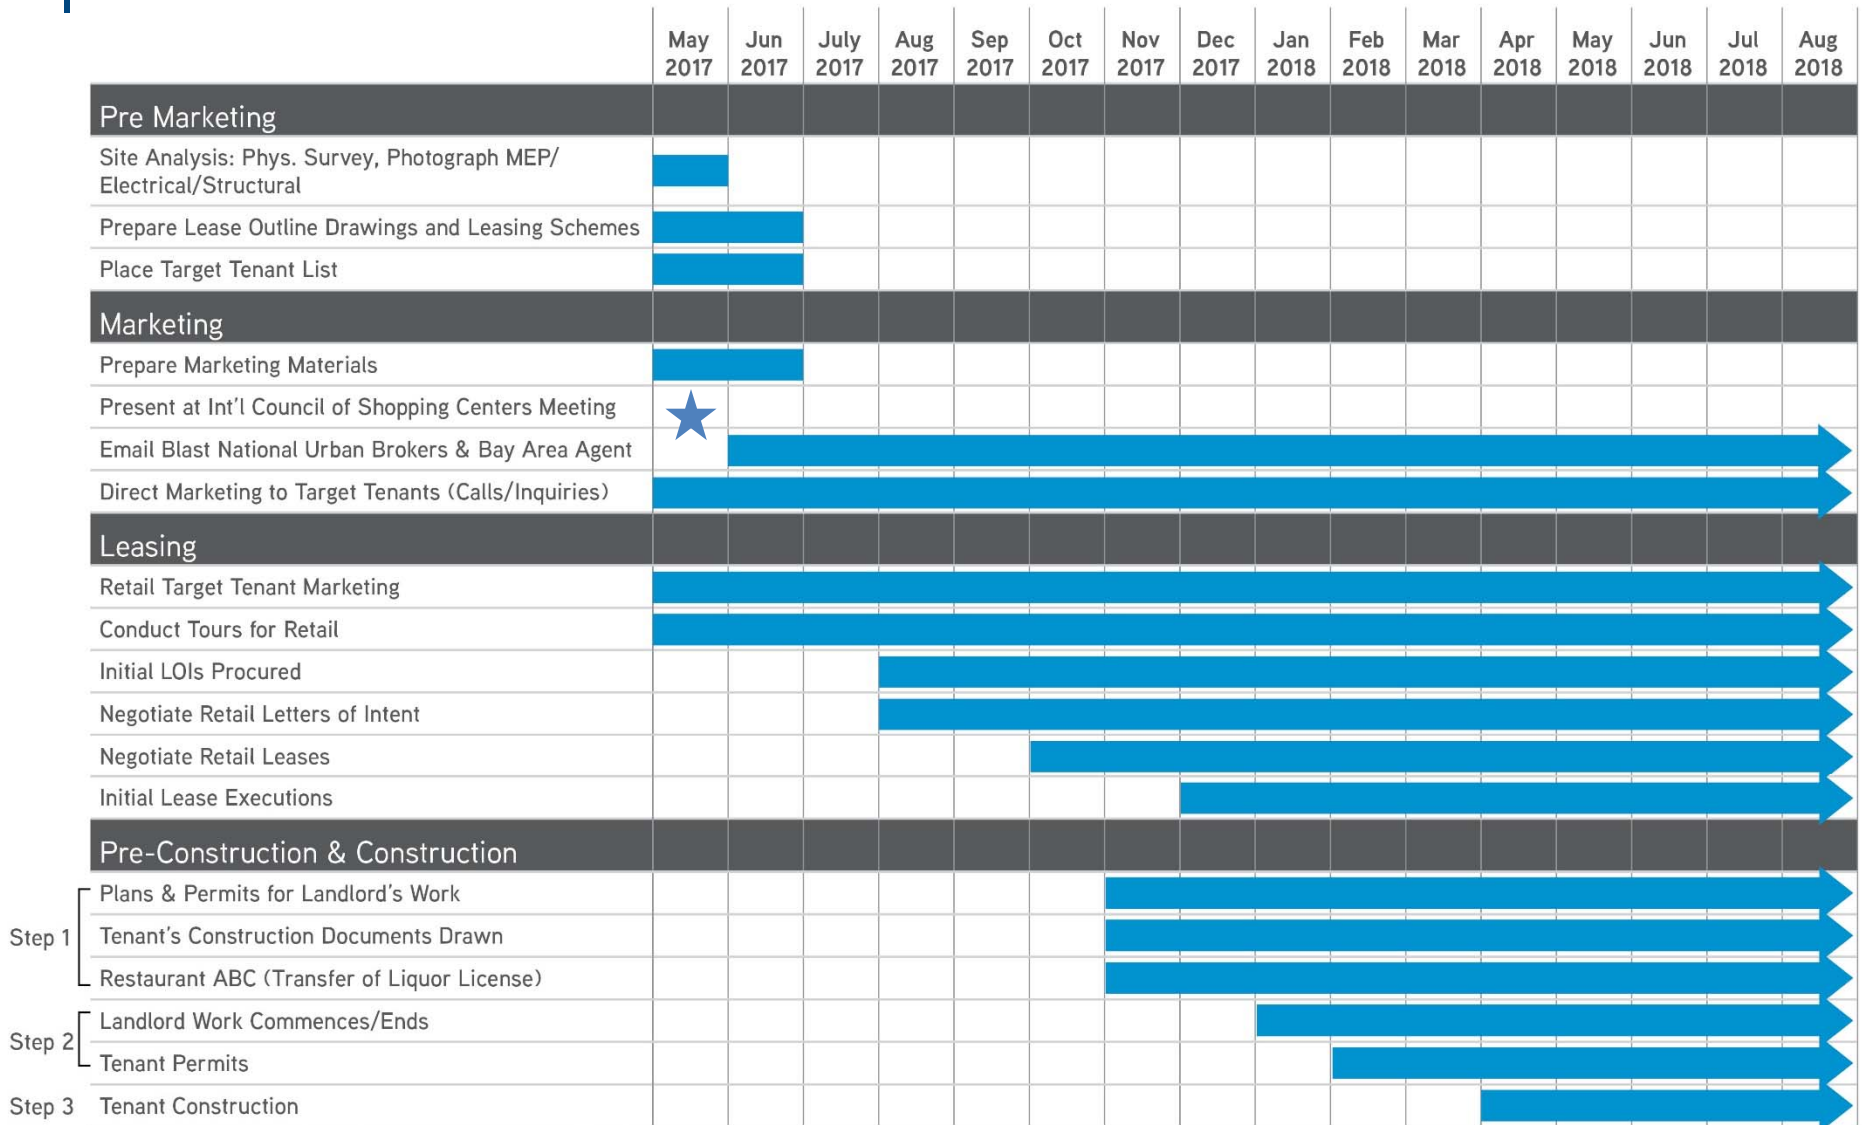 May Jun July Aug Sep Oct Nov Dec Jan Feb Mar Apr May Jun Jul Aug
2017 2017 2017 2017 2017 2017 2017 2017 2018 2018 2018 2018 2018 2018 2018 2018
Pre Marketing
Site Analysis: Phys. Survey, Photograph MEP/
Electrical/Structural
Prepare Lease Outline Drawings and Leasing Schemes
Place Target Tenant List
Marketing
Prepare Marketing Materials
Present at Int'l Council of Shopping Centers Meeting
Email Blast National Urban Brokers & Bay Area Agent
Direct Marketing to Target Tenants (Calls/Inquiries)
Leasing
Retail Target Tenant Marketing
Conduct Tours for Retail
Initial LOIs Procured
Negotiate Retail Letters of Intent
Negotiate Retail Leases
Initial Lease Executions
Pre-Construction & Construction
Plans & Permits for Landlord's Work
Step 1 Tenant's Construction Documents Drawn
Restaurant ABC (Transfer of Liquor License)
Landlord Work Commences/Ends
Step 2
Tenant Permits
Step 3 Tenant Construction